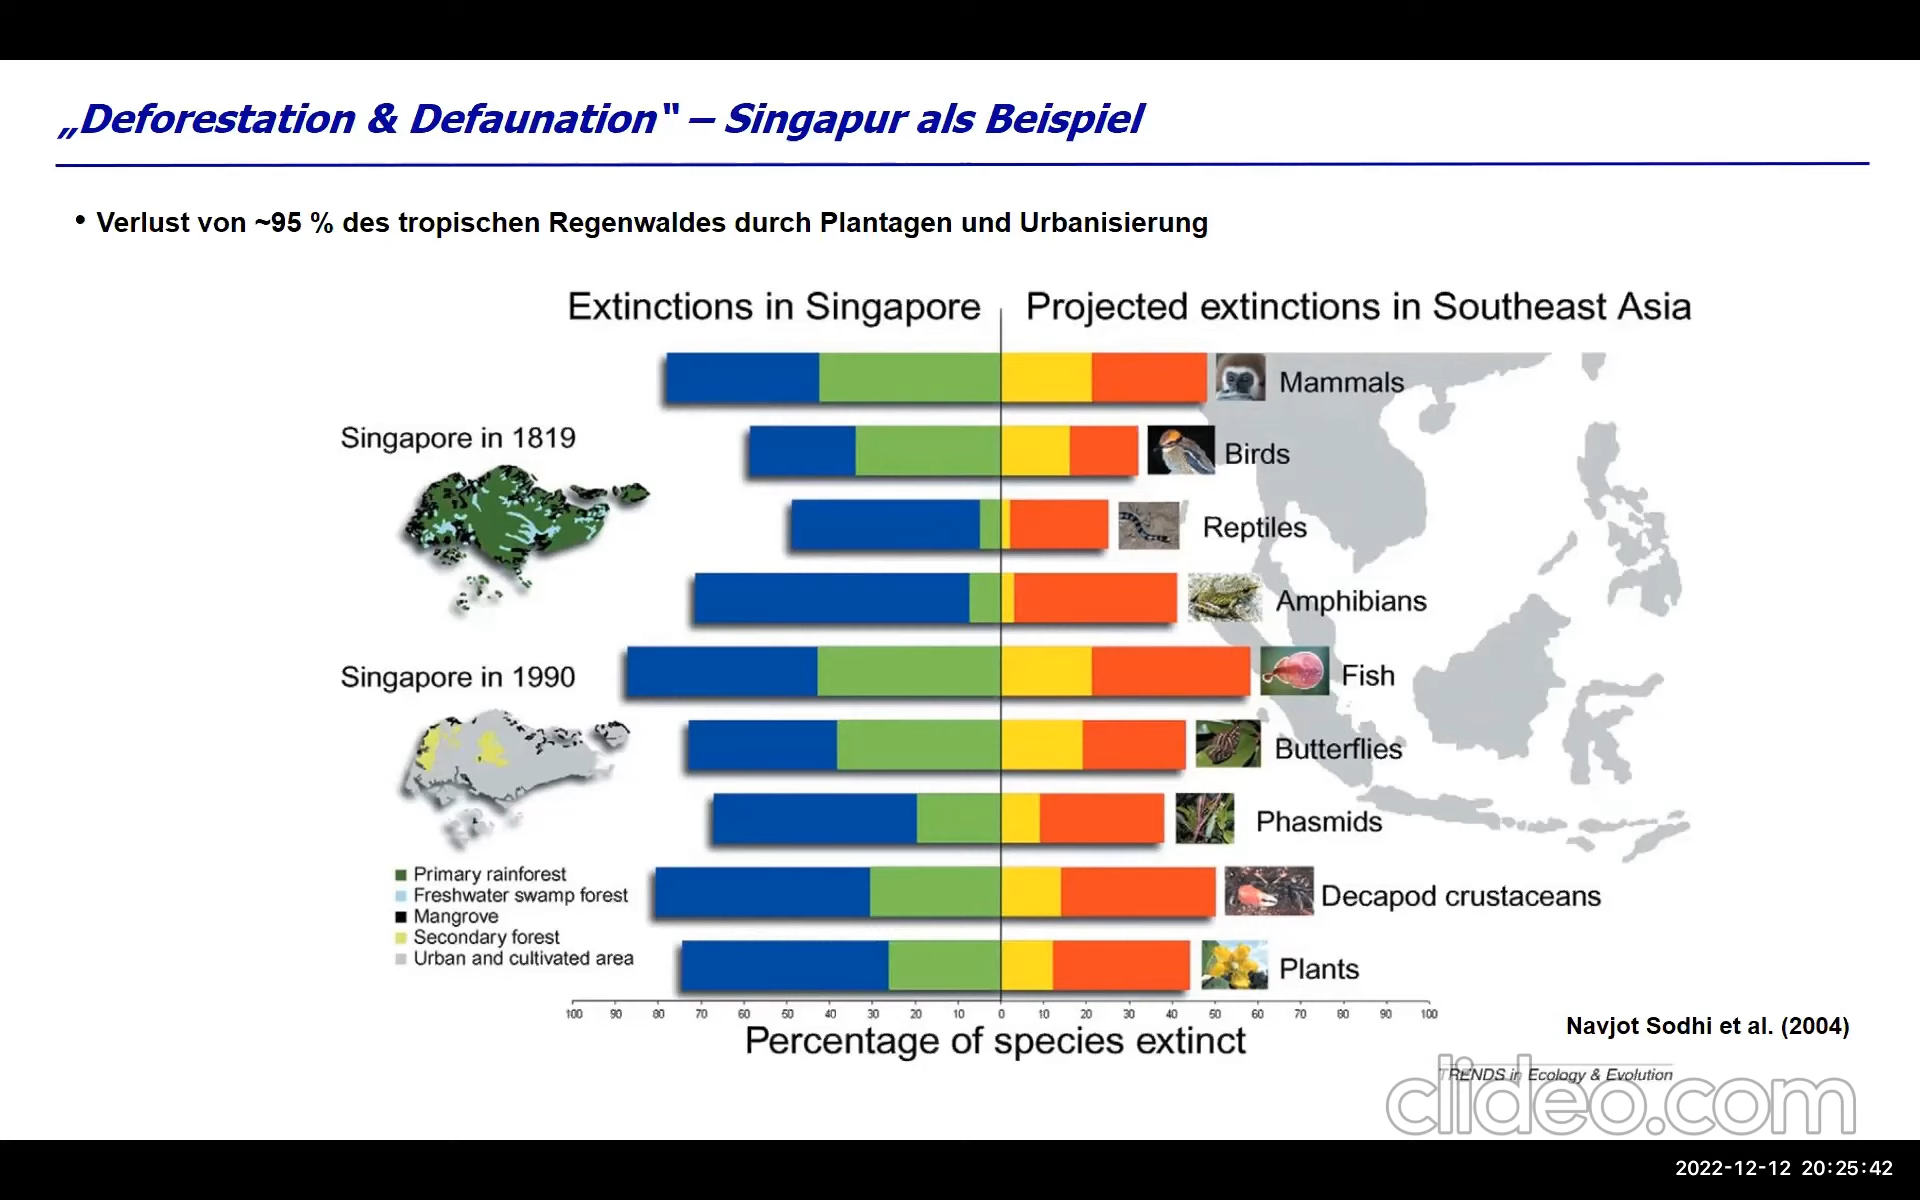 „Deforestation & Defaunation" – Singapur als Beispiel
• Verlust von ~95 % des tropischen Regenwaldes durch Plantagen und Urbanisierung
Extinctions in Singapore
Projected extinctions in Southeast Asia
Mammals
Singapore in 1819
Birds
Reptiles
Amphibians
Singapore in 1990
Fish
Butterflies
Phasmids
Primary rainforest
Freshwater swamp forest
Mangrove
Secondary forest
Urban and cultivated area
Decapod crustaceans
Plants
100 90 80 70 60 50 40 30 20 10 0 10 20 30 40 50 60 70 80 90 100
Percentage of species extinct
Navjot Sodhi et al. (2004)
TRENDS in Ecology & Evolution
clideo.com
2022-12-12 20:25:42